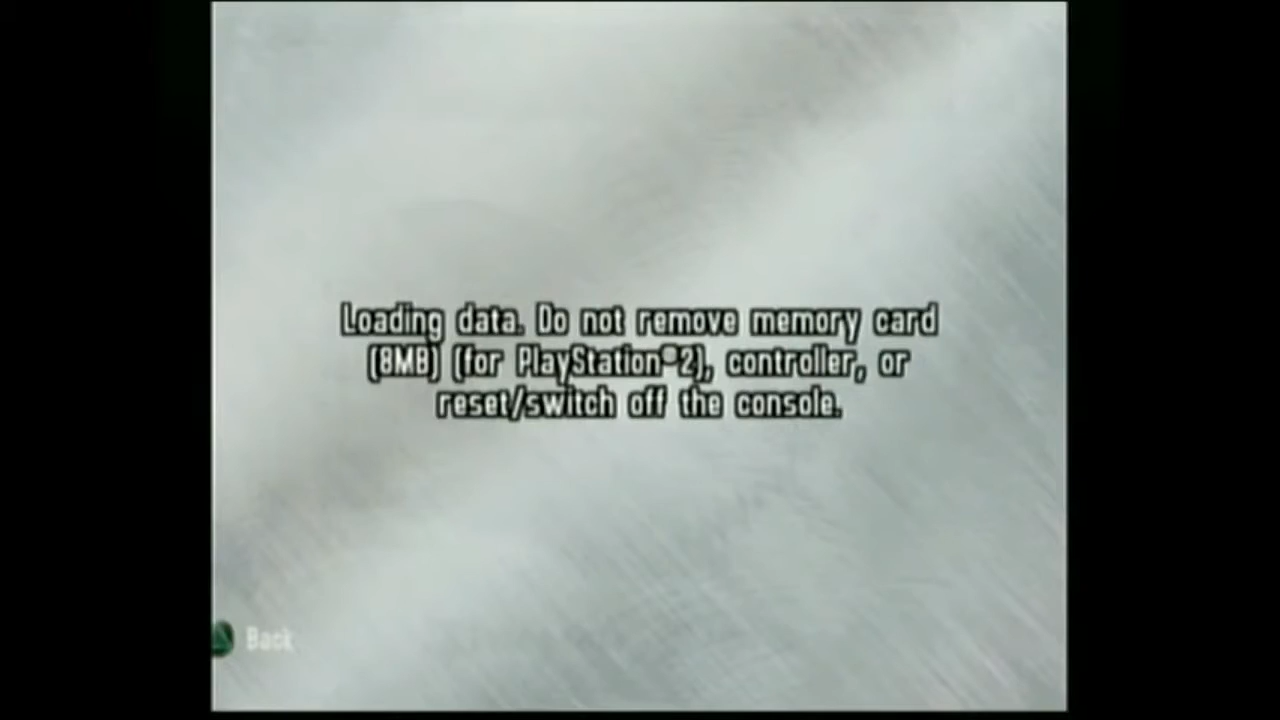 Loading data. Do not remove memory card
(8MB) (for PlayStation®2), controller, or
reset/switch off the console.
Back